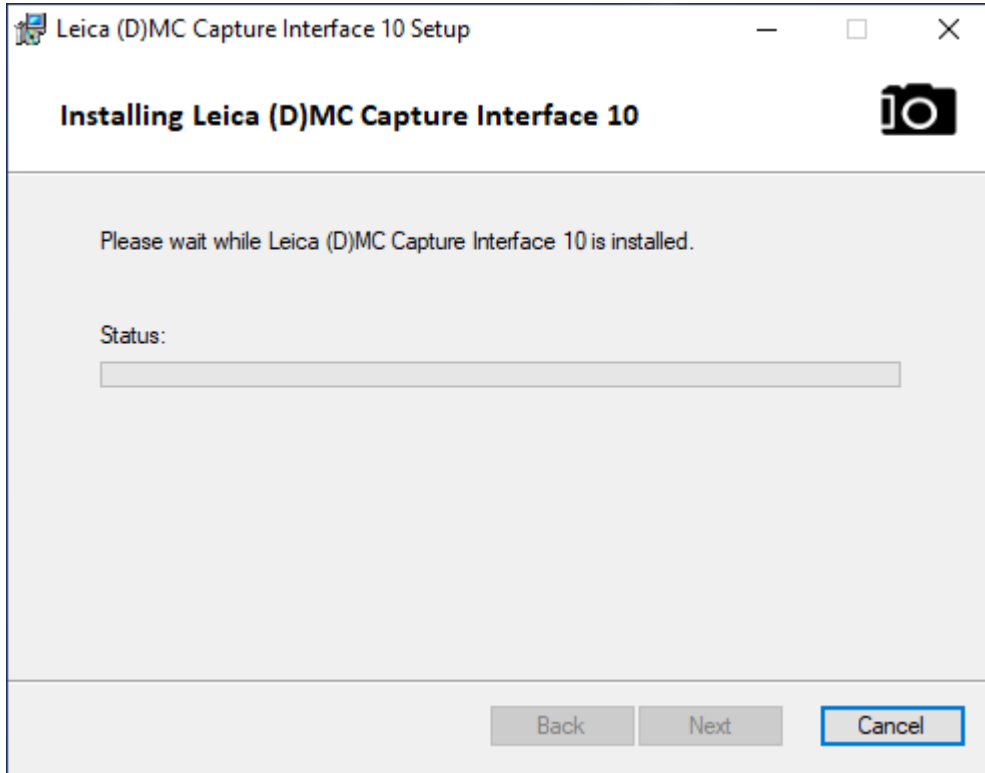 Leica (D)MC Capture Interface 10 Setup
Installing Leica (D)MC Capture Interface 10
Please wait while Leica (D)MC Capture Interface 10 is installed.
Status:
Back Next Cancel